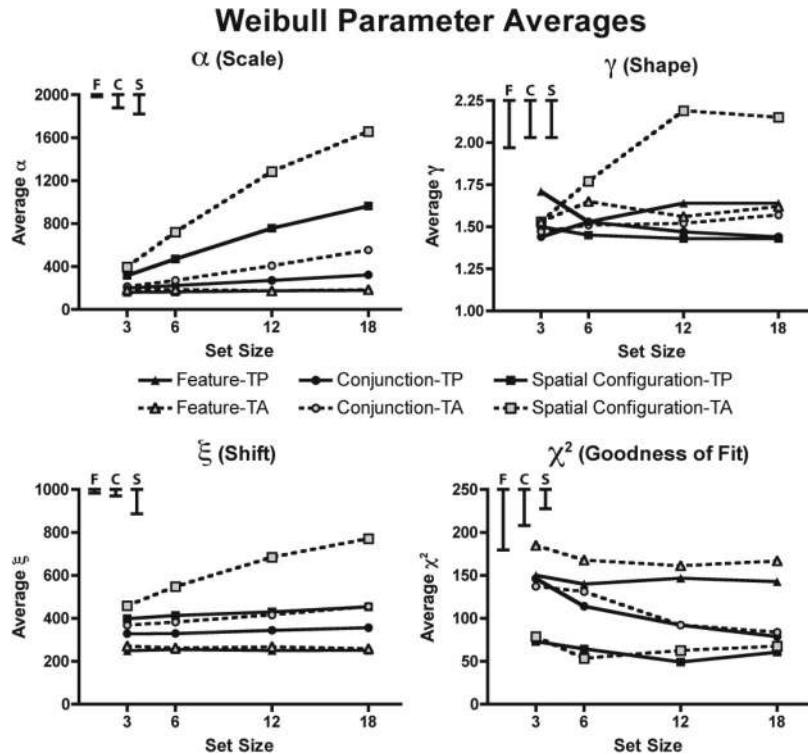 Weibull Parameter Averages
α (Scale)
F C S
2000
1600
1200
800
400
0
Average α
3 6 12 18
Set Size
γ (Shape)
F C S
2.25
2.00
1.75
1.50
1.25
1.00
Average γ
3 6 12 18
Set Size
Feature-TP Conjunction-TP Spatial Configuration-TP
Feature-TA Conjunction-TA Spatial Configuration-TA
ξ (Shift)
F C S
1000
800
600
400
200
0
Average ξ
3 6 12 18
Set Size
χ² (Goodness of Fit)
F C S
250
200
150
100
50
0
Average χ²
3 6 12 18
Set Size